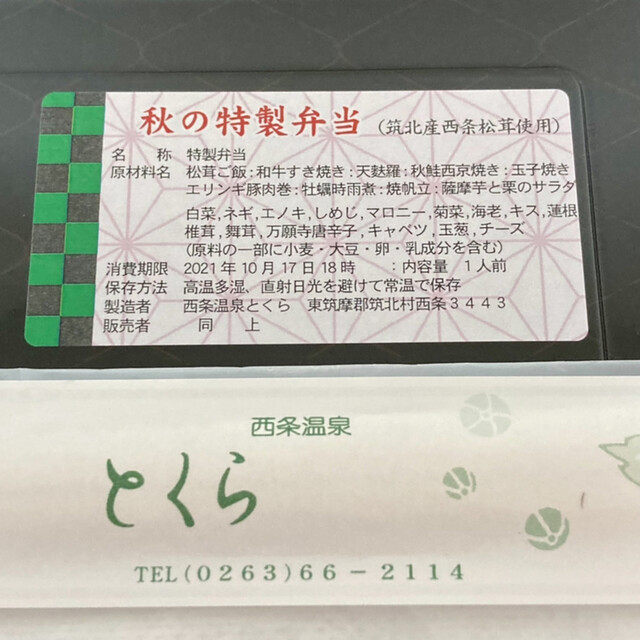 秋の特製弁当（筑北産西条松茸使用）
名　称　特製弁当
原材料名　松茸ご飯:和牛すき焼き:天麩羅:秋鮭西京焼き:玉子焼き
エリンギ豚肉巻:牡蠣時雨煮:焼帆立:薩摩芋と栗のサラダ
白菜,ネギ,エノキ,しめじ,マロニー,菊菜,海老,キス,蓮根
椎茸,舞茸,万願寺唐辛子,キャベツ,玉葱,チーズ
（原料の一部に小麦・大豆・卵・乳成分を含む）
消費期限　2021年10月17日18時　:内容量　1人前
保存方法　高温多湿、直射日光を避けて常温で保存
製造者　西条温泉とくら　東筑摩郡筑北村西条3443
販売者　同　上
西条温泉
とくら
TEL(0263)66-2114